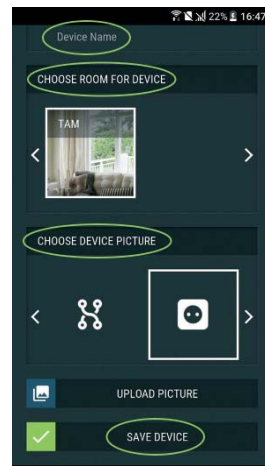 22% 16:47
Device Name
CHOOSE ROOM FOR DEVICE
TAM
CHOOSE DEVICE PICTURE
UPLOAD PICTURE
SAVE DEVICE